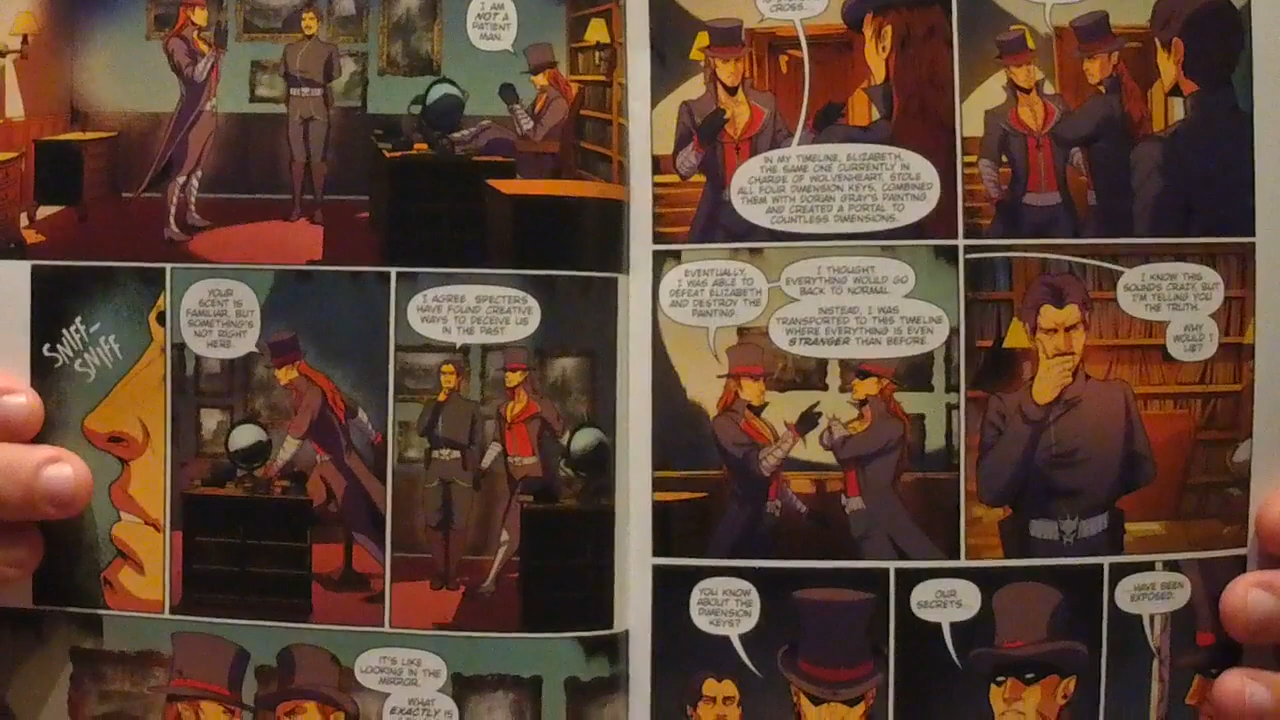 I AM
NOT A
PATIENT
MAN.
SNIFF-
SNIFF
YOUR
SCENT IS
FAMILIAR, BUT
SOMETHING'S
NOT RIGHT
HERE.
I AGREE. SPECTERS
HAVE FOUND CREATIVE
WAYS TO DECEIVE US
IN THE PAST.
IT'S LIKE
LOOKING IN THE
MIRROR.
WHAT
EXACTLY IS
CROSS...
IN MY TIMELINE, ELIZABETH,
THE SAME ONE CURRENTLY IN
CHARGE OF WOLVENHEART, STOLE
ALL FOUR DIMENSION KEYS, COMBINED
THEM WITH DORIAN GRAY'S PAINTING
AND CREATED A PORTAL TO
COUNTLESS DIMENSIONS.
EVENTUALLY,
I WAS ABLE TO
DEFEAT ELIZABETH
AND DESTROY THE
PAINTING.
I THOUGHT
EVERYTHING WOULD GO
BACK TO NORMAL.
INSTEAD, I WAS
TRANSPORTED TO THIS TIMELINE
WHERE EVERYTHING IS EVEN
STRANGER THAN BEFORE.
I KNOW THIS
SOUNDS CRAZY, BUT
I'M TELLING YOU
THE TRUTH.
WHY
WOULD I
LIE?
YOU KNOW
ABOUT THE
DIMENSION
KEYS?
OUR
SECRETS...
...HAVE BEEN
EXPOSED.